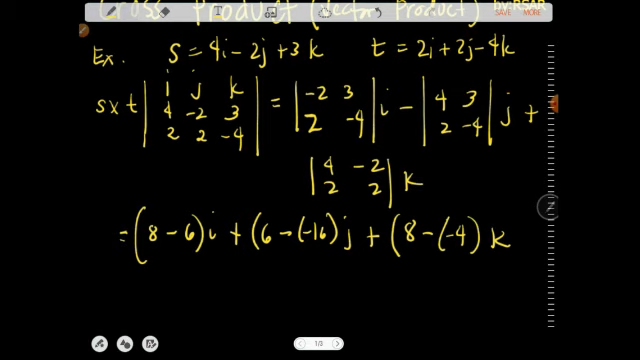 Cross Product (Vector Product)
by: RSAB
SAVE MORE
Ex. s = 4i - 2j + 3k t = 2i + 2j - 4k
s x t | i j k | = | -2 3 | i - | 4 3 | j +
| 4 -2 3 | | 2 -4 | | 2 -4 |
| 2 2 -4 |
| 4 -2 | k
| 2 2 |
= (8 - 6)i + (6 - (-16)j + (8 - (-4) k
1/3